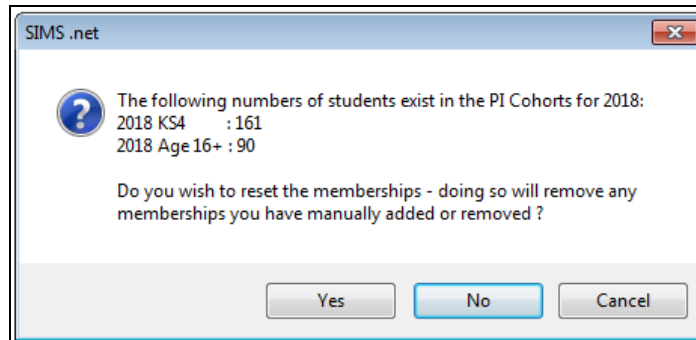 SIMS .net
The following numbers of students exist in the PI Cohorts for 2018:
2018 KS4 : 161
2018 Age 16+ : 90
Do you wish to reset the memberships - doing so will remove any
memberships you have manually added or removed ?
Yes No Cancel